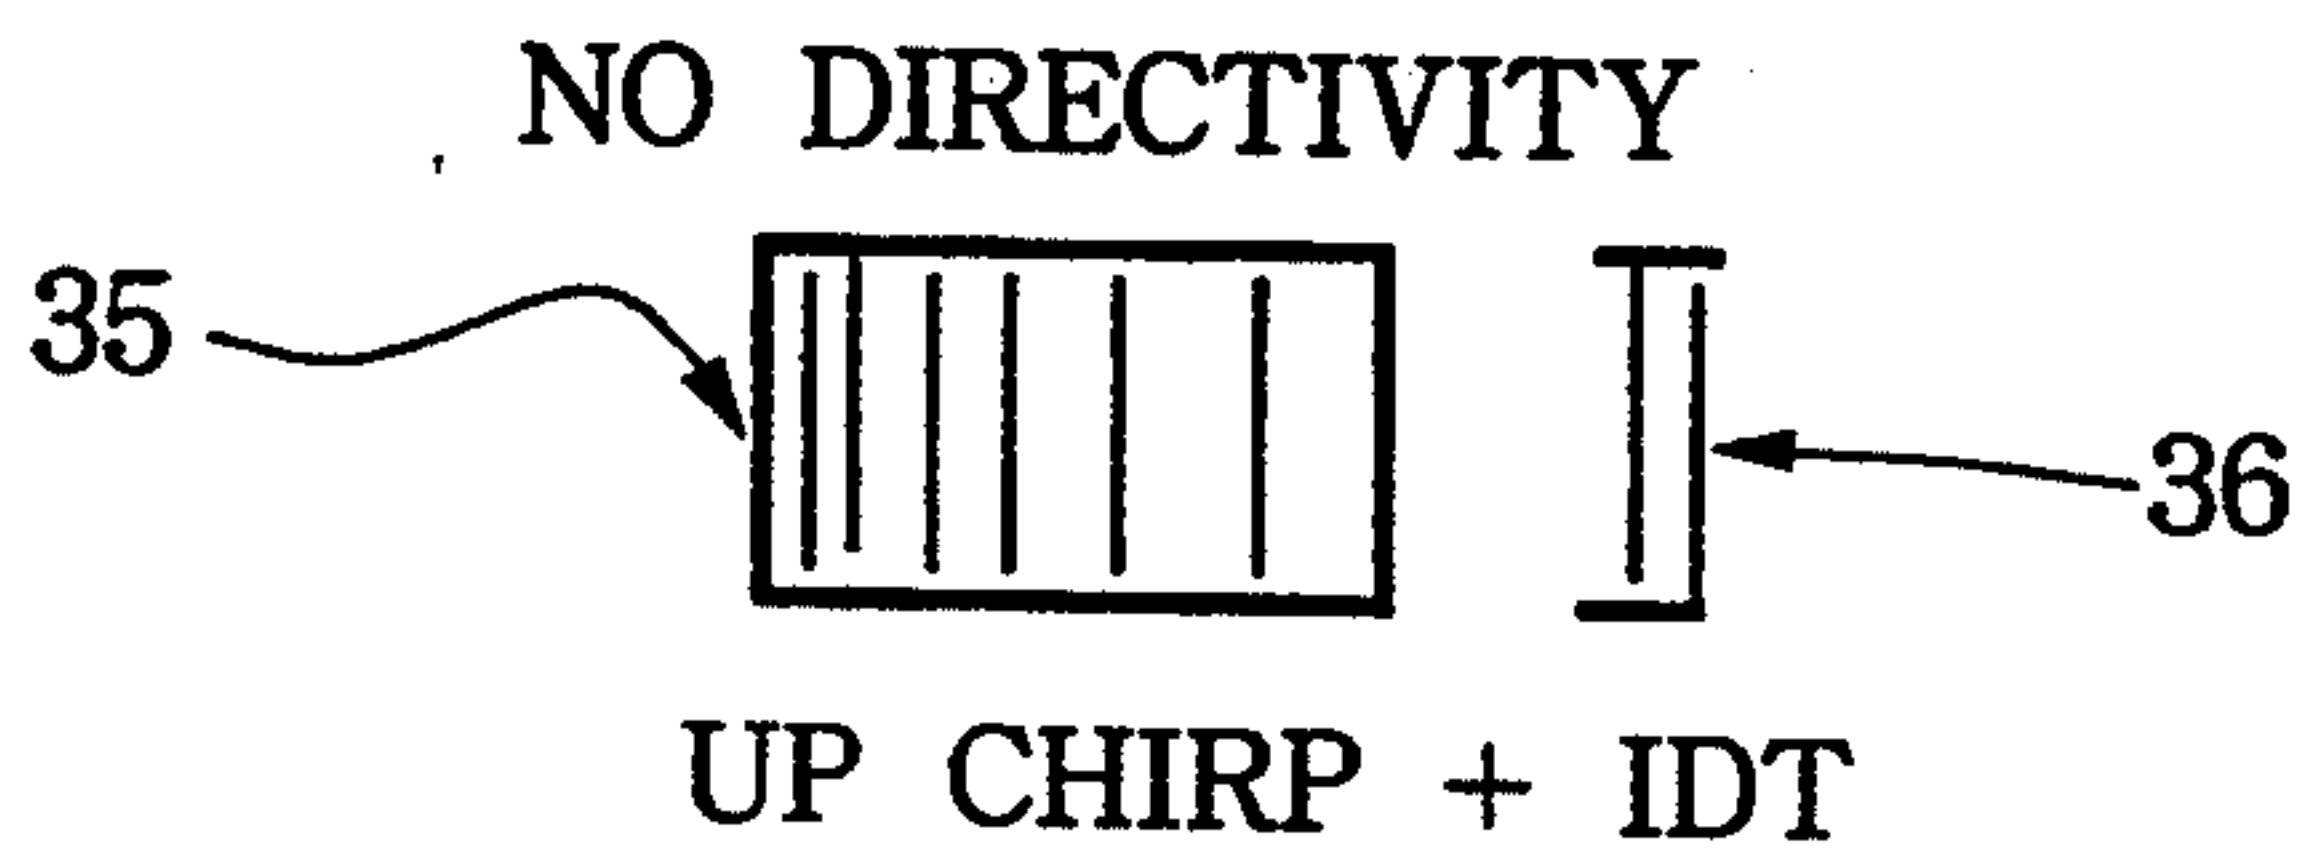 NO DIRECTIVITY
35
36
UP CHIRP + IDT